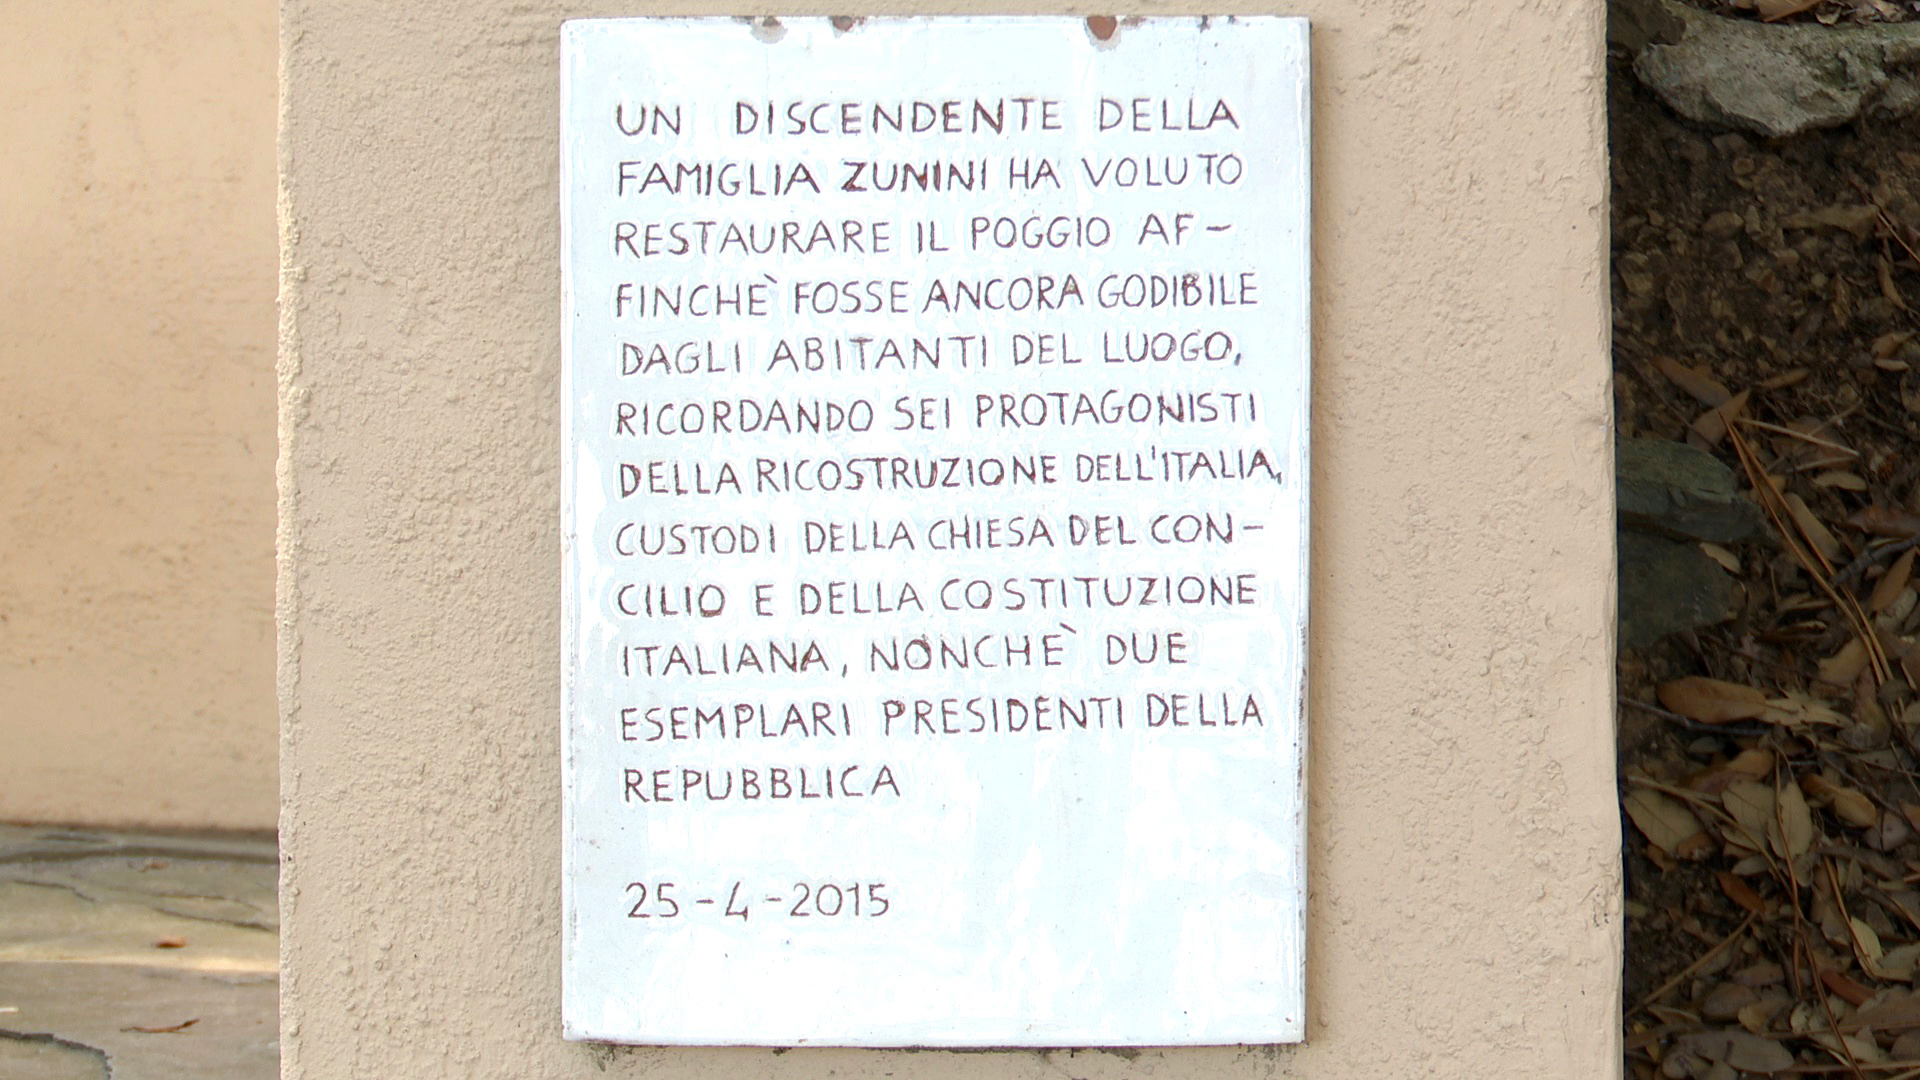 UN DISCENDENTE DELLA
FAMIGLIA ZUNINI HA VOLUTO
RESTAURARE IL POGGIO AF-
FINCHÈ FOSSE ANCORA GODIBILE
DAGLI ABITANTI DEL LUOGO,
RICORDANDO SEI PROTAGONISTI
DELLA RICOSTRUZIONE DELL'ITALIA,
CUSTODI DELLA CHIESA DEL CON-
CILIO E DELLA COSTITUZIONE
ITALIANA, NONCHÈ DUE
ESEMPLARI PRESIDENTI DELLA
REPUBBLICA
25-4-2015